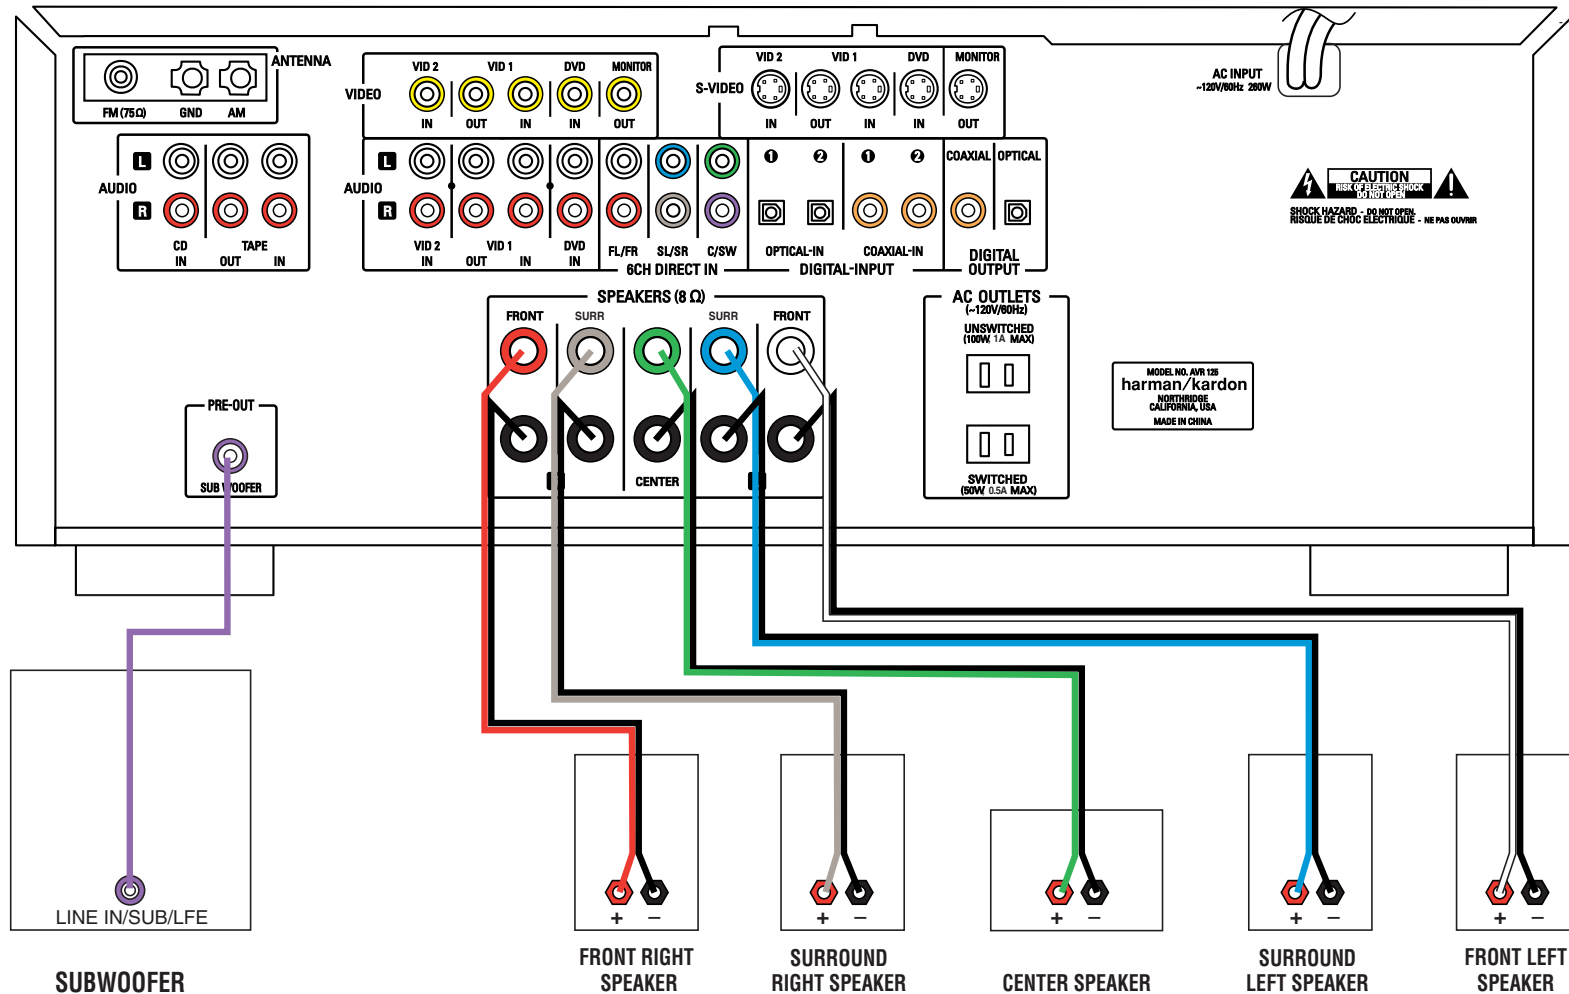 ANTENNA
FM (75Ω) GND AM
VIDEO
VID 2 VID 1 DVD MONITOR
IN OUT IN IN OUT
S-VIDEO
VID 2 VID 1 DVD MONITOR
IN OUT IN IN OUT
AC INPUT
~120V/60Hz 260W
L
AUDIO
R
CD TAPE
IN OUT IN
L
AUDIO
R
VID 2 VID 1 DVD
IN OUT IN IN
FL/FR SL/SR C/SW
6CH DIRECT IN
1 2 1 2
OPTICAL-IN COAXIAL-IN
DIGITAL-INPUT
COAXIAL OPTICAL
DIGITAL
OUTPUT
CAUTION
RISK OF ELECTRIC SHOCK
DO NOT OPEN
SHOCK HAZARD - DO NOT OPEN.
RISQUE DE CHOC ELECTRIQUE - NE PAS OUVRIR
SPEAKERS (8 Ω)
FRONT SURR SURR FRONT
CENTER
AC OUTLETS
(~120V/60Hz)
UNSWITCHED
(100W, 1A MAX)
SWITCHED
(50W, 0.5A MAX)
MODEL NO. AVR 125
harman/kardon
NORTHRIDGE
CALIFORNIA, USA
MADE IN CHINA
PRE-OUT
SUB WOOFER
LINE IN/SUB/LFE
SUBWOOFER
+ –
FRONT RIGHT
SPEAKER
+ –
SURROUND
RIGHT SPEAKER
+ –
CENTER SPEAKER
+ –
SURROUND
LEFT SPEAKER
+ –
FRONT LEFT
SPEAKER